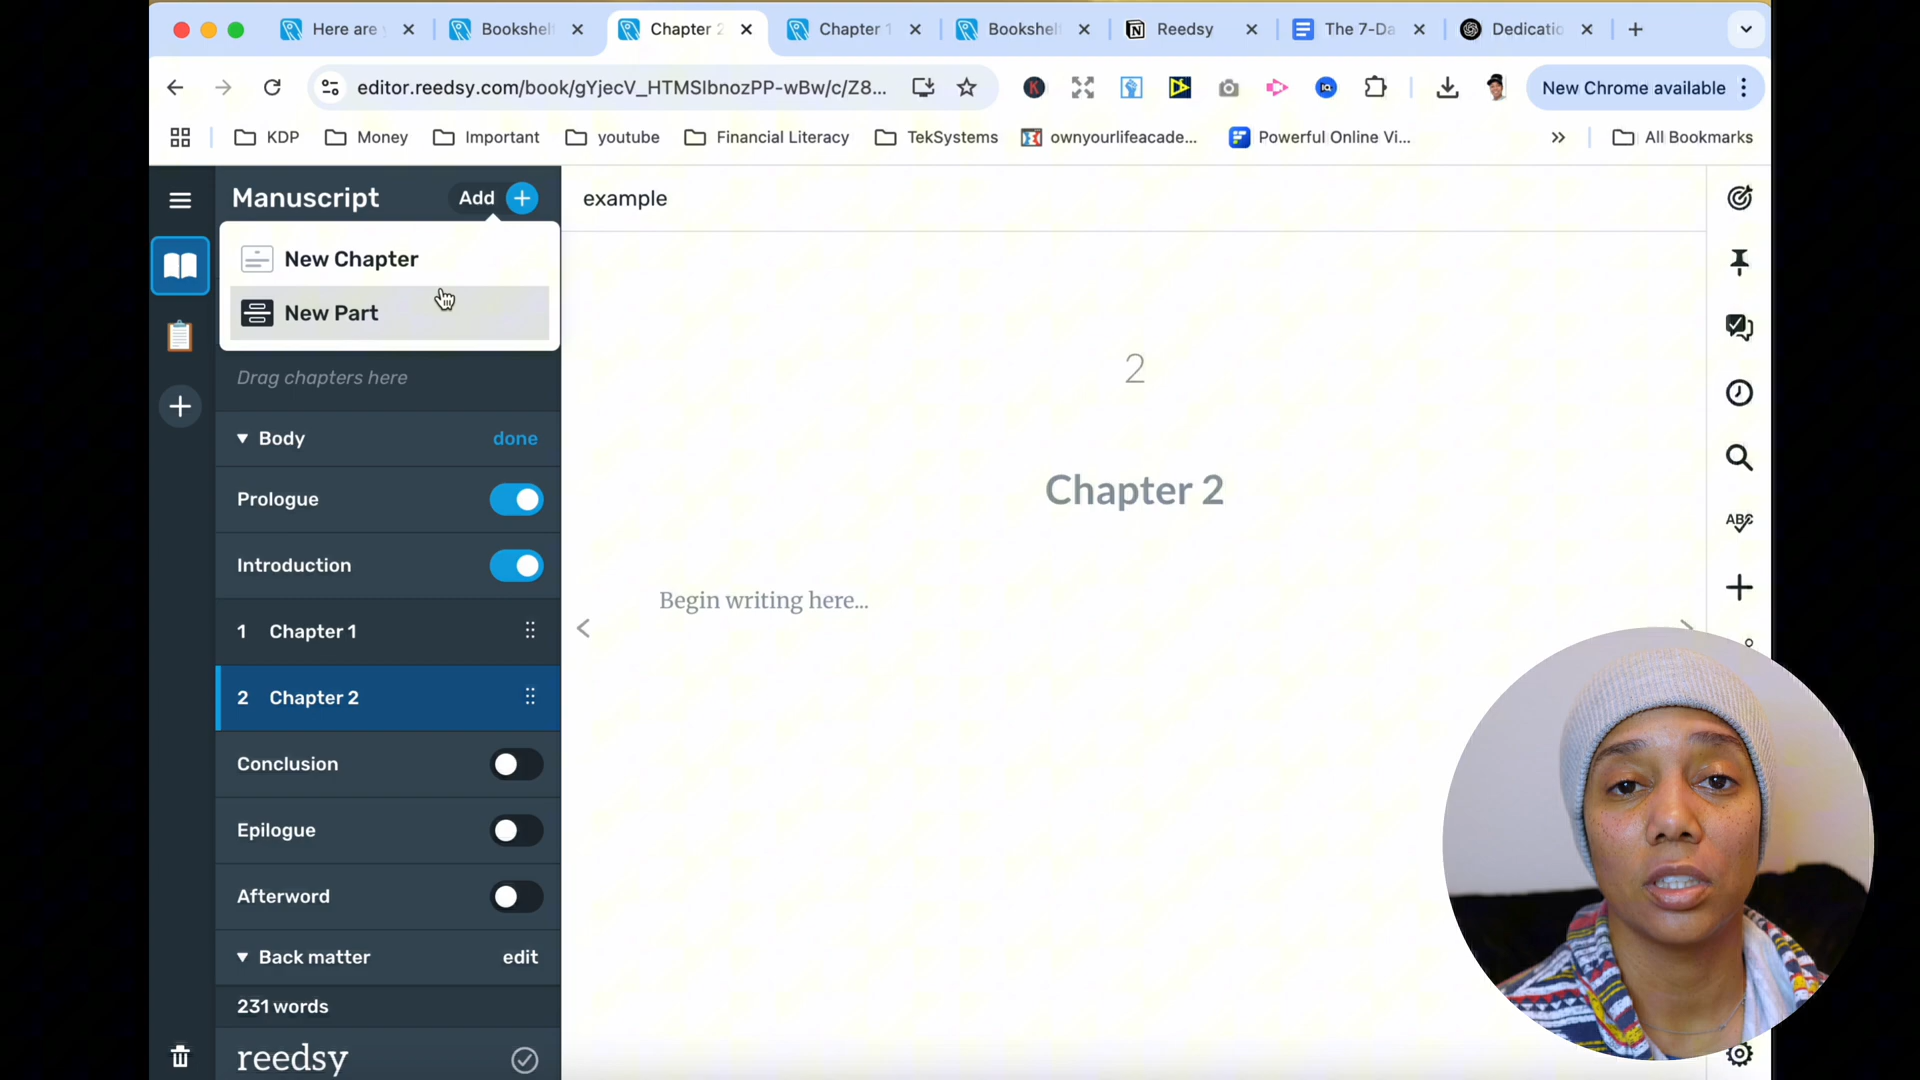 Here are
Bookshel
Chapter 2
Chapter 1
Bookshel
Reedsy
The 7-Da
Dedicatio
editor.reedsy.com/book/gYjecV_HTMSIbnozPP-wBw/c/Z8...
New Chrome available
KDP
Money
Important
youtube
Financial Literacy
TekSystems
ownyourlifeacade...
Powerful Online Vi...
All Bookmarks
Manuscript
Add
example
New Chapter
New Part
Drag chapters here
Body
done
Prologue
Introduction
1 Chapter 1
2 Chapter 2
Conclusion
Epilogue
Afterword
Back matter
edit
231 words
reedsy
2
Chapter 2
Begin writing here...
ABC